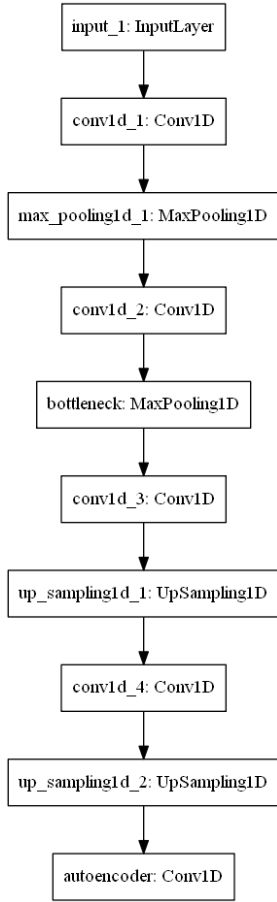 input_1: InputLayer
conv1d_1: Conv1D
max_pooling1d_1: MaxPooling1D
conv1d_2: Conv1D
bottleneck: MaxPooling1D
conv1d_3: Conv1D
up_sampling1d_1: UpSampling1D
conv1d_4: Conv1D
up_sampling1d_2: UpSampling1D
autoencoder: Conv1D